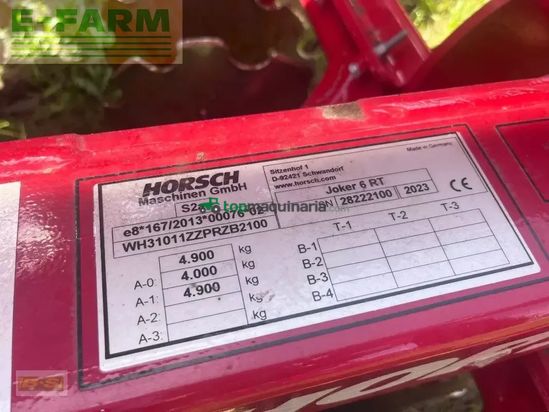 E-FARM
HORSCH
Maschinen GmbH
Sitzenhof 1
D-92421 Schwandorf
www.horsch.com
Made in Germany
topmaquinaria.com
Joker 6 RT
28222100 2023
CE
e8*167/2013*00076*02
WH31011ZZPRZB2100
A-0: 4.900 kg
A-1: 4.000 kg
A-2: 4.900 kg
A-3: kg
T-1 T-2 T-3
B-1
B-2
B-3
B-4